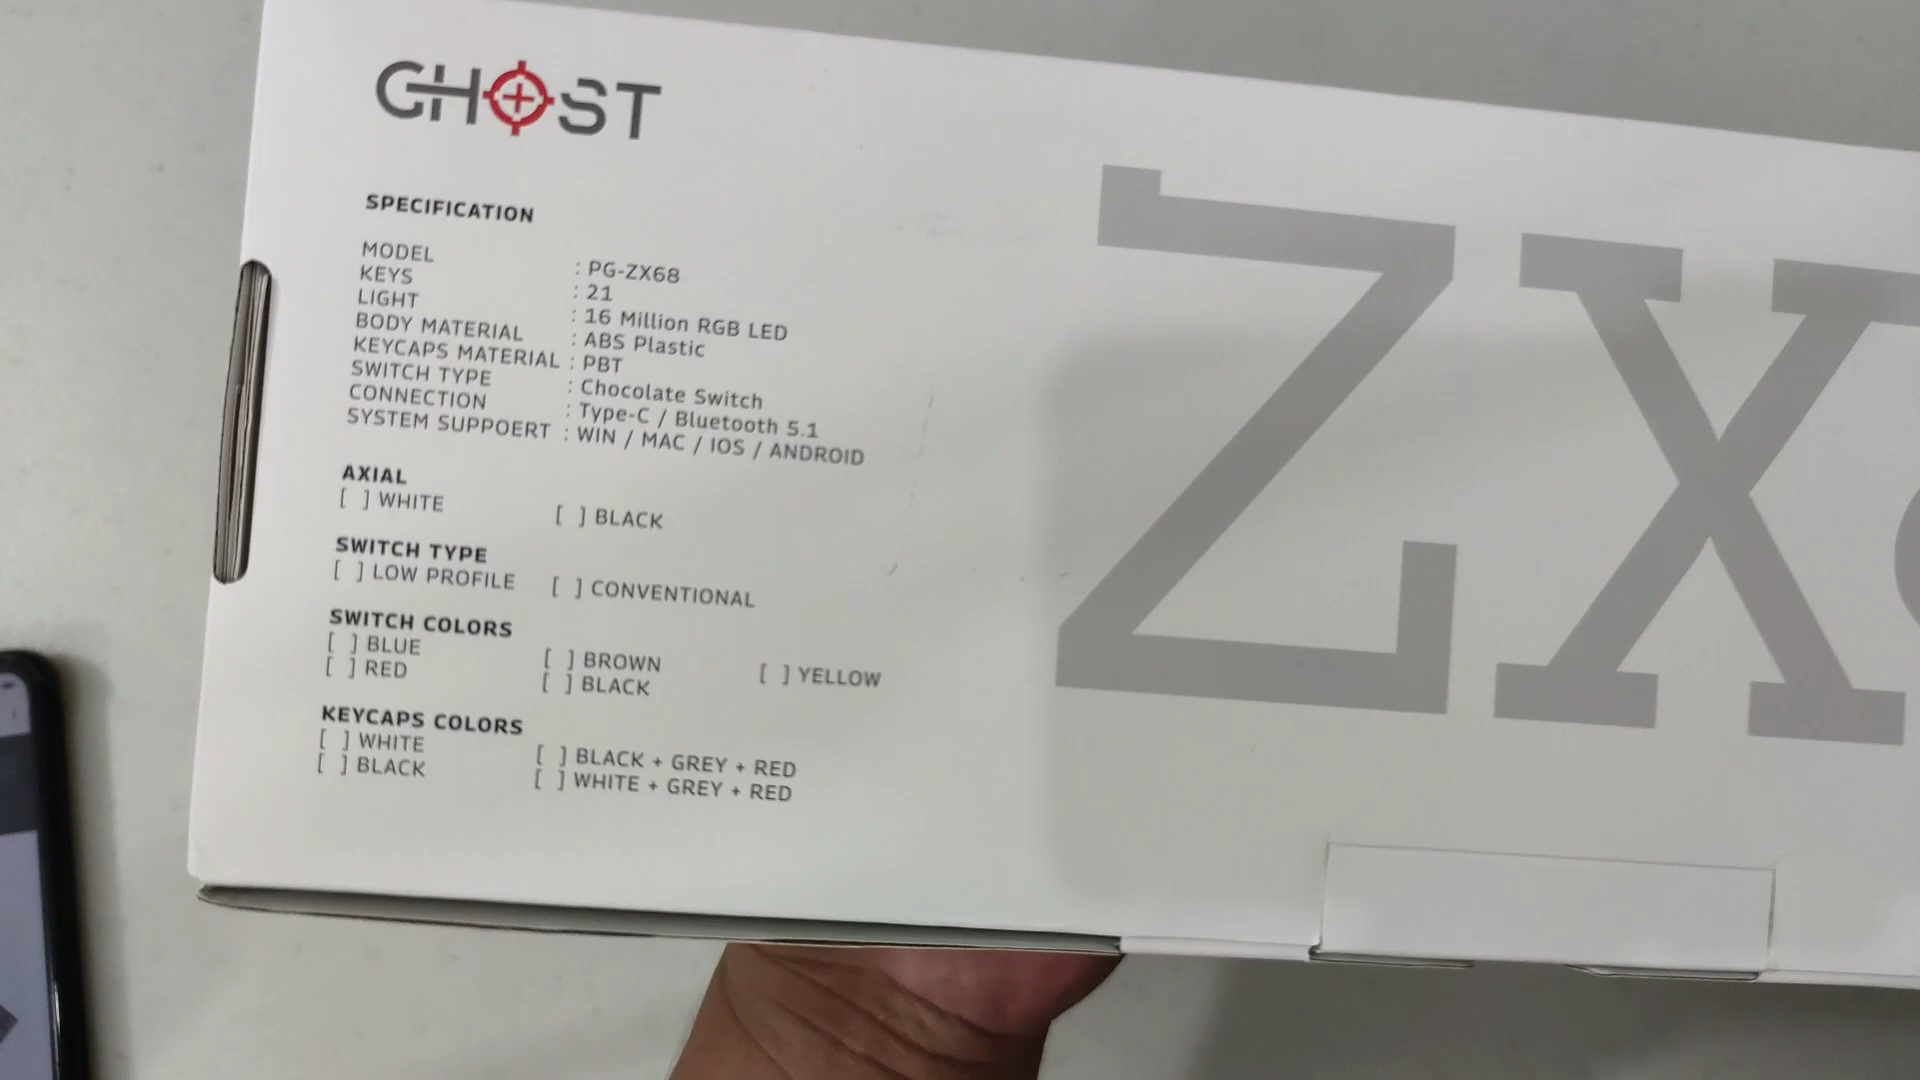 GHOST
SPECIFICATION
MODEL : PG-ZX68
KEYS : 21
LIGHT : 16 Million RGB LED
BODY MATERIAL : ABS Plastic
KEYCAPS MATERIAL : PBT
SWITCH TYPE : Chocolate Switch
CONNECTION : Type-C / Bluetooth 5.1
SYSTEM SUPPOERT : WIN / MAC / IOS / ANDROID
AXIAL
[ ] WHITE [ ] BLACK
SWITCH TYPE
[ ] LOW PROFILE [ ] CONVENTIONAL
SWITCH COLORS
[ ] BLUE [ ] BROWN [ ] YELLOW
[ ] RED [ ] BLACK
KEYCAPS COLORS
[ ] WHITE [ ] BLACK + GREY + RED
[ ] BLACK [ ] WHITE + GREY + RED
ZX